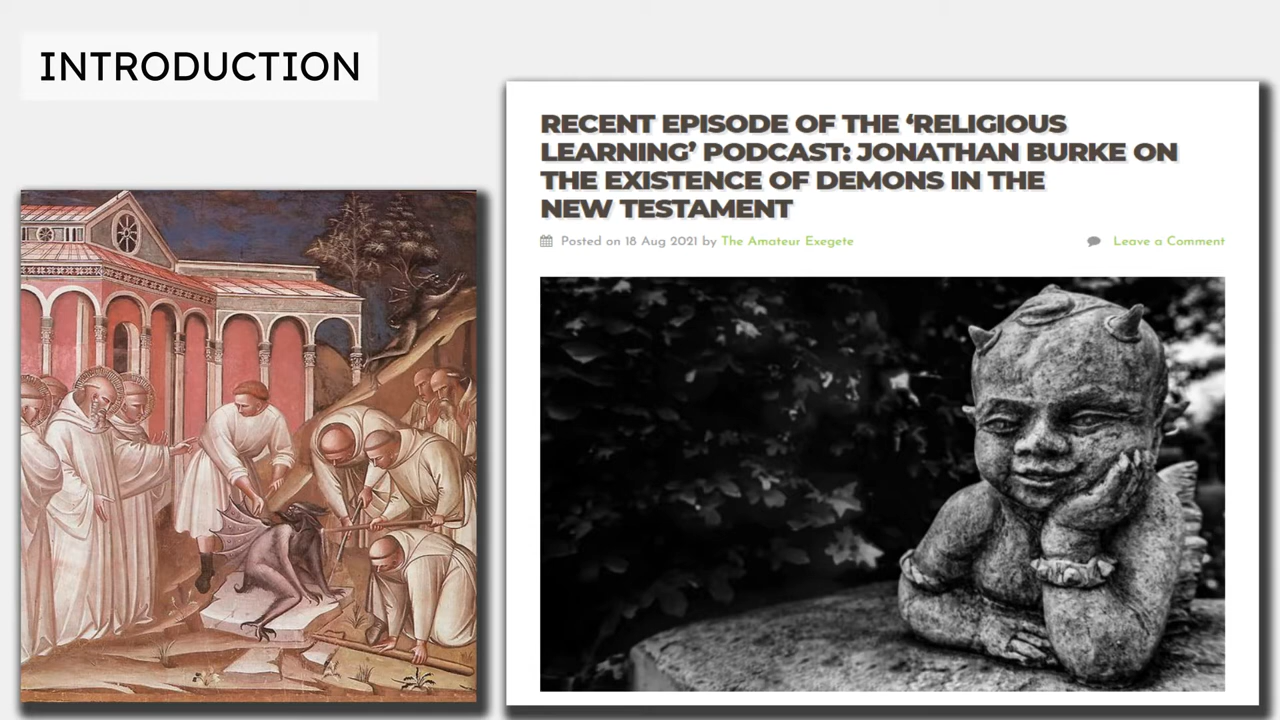 INTRODUCTION
RECENT EPISODE OF THE ‘RELIGIOUS
LEARNING’ PODCAST: JONATHAN BURKE ON
THE EXISTENCE OF DEMONS IN THE
NEW TESTAMENT
Posted on 18 Aug 2021 by The Amateur Exegete
Leave a Comment